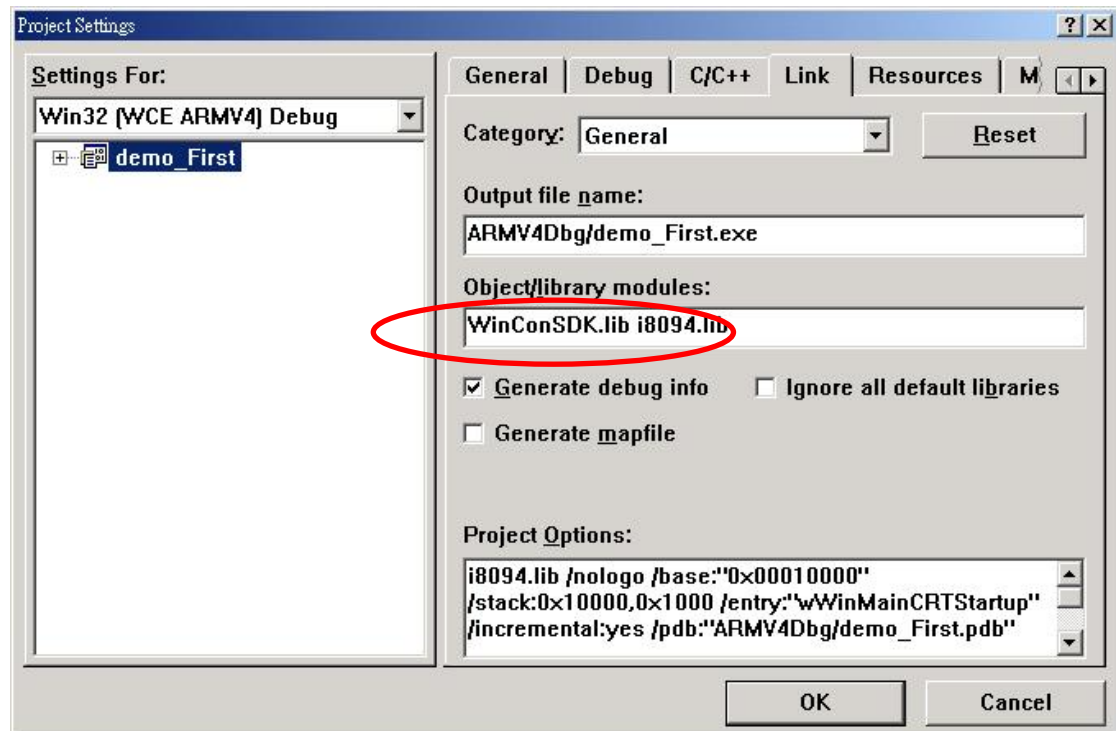 Project Settings
Settings For:
Win32 (WCE ARMV4) Debug
demo_First
General Debug C/C++ Link Resources M
Category: General Reset
Output file name:
ARMV4Dbg/demo_First.exe
Object/library modules:
WinConSDK.lib i8094.lib
Generate debug info Ignore all default libraries
Generate mapfile
Project Options:
i8094.lib /nologo /base:"0x00010000"
/stack:0x10000,0x1000 /entry:"wWinMainCRTStartup"
/incremental:yes /pdb:"ARMV4Dbg/demo_First.pdb"
OK Cancel